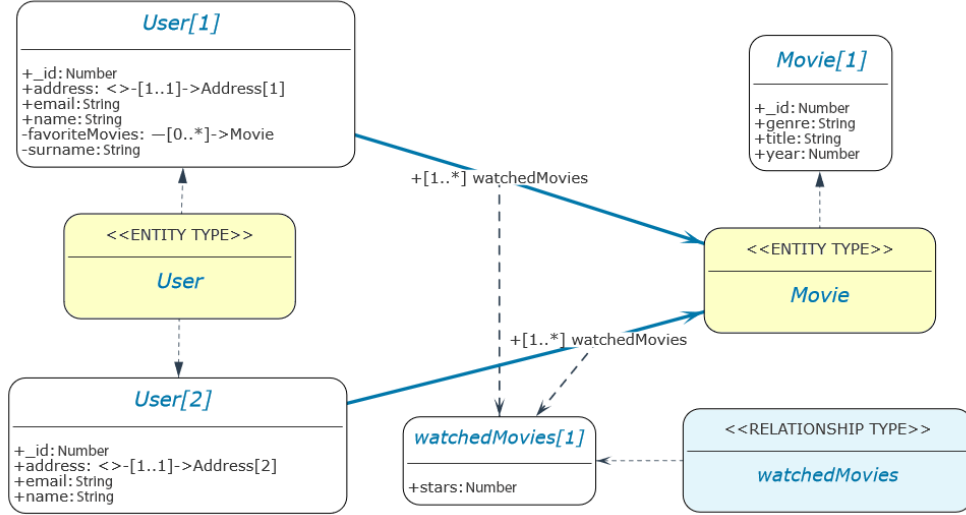 User[1]
+_id: Number
+address: <>-[1..1]->Address[1]
+email: String
+name: String
-favoriteMovies: —[0..*]->Movie
-surname: String
Movie[1]
+_id: Number
+genre: String
+title: String
+year: Number
+[1..*] watchedMovies
<<ENTITY TYPE>>
User
<<ENTITY TYPE>>
Movie
+[1..*] watchedMovies
User[2]
+_id: Number
+address: <>-[1..1]->Address[2]
+email: String
+name: String
watchedMovies[1]
+stars: Number
<<RELATIONSHIP TYPE>>
watchedMovies